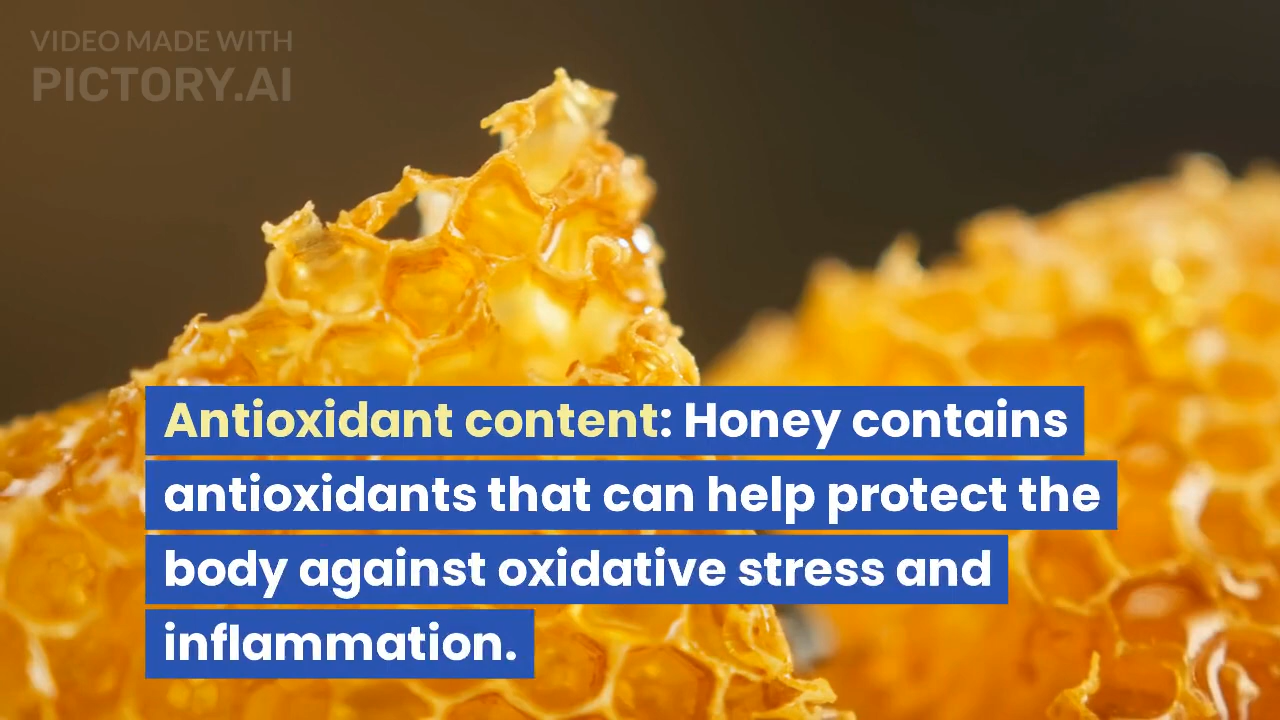 VIDEO MADE WITH
PICTORY.AI
Antioxidant content: Honey contains
antioxidants that can help protect the
body against oxidative stress and
inflammation.